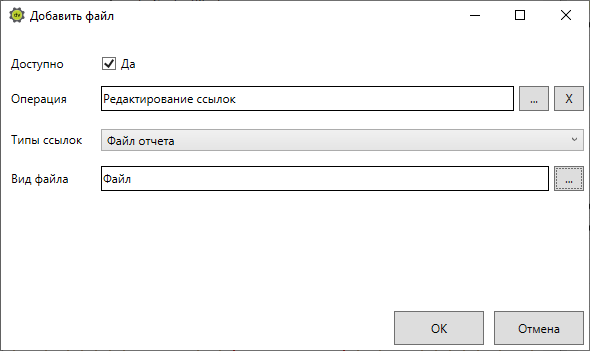 Добавить файл
Доступно Да
Операция Редактирование ссылок ... X
Типы ссылок Файл отчета
Вид файла Файл ...
OK Отмена